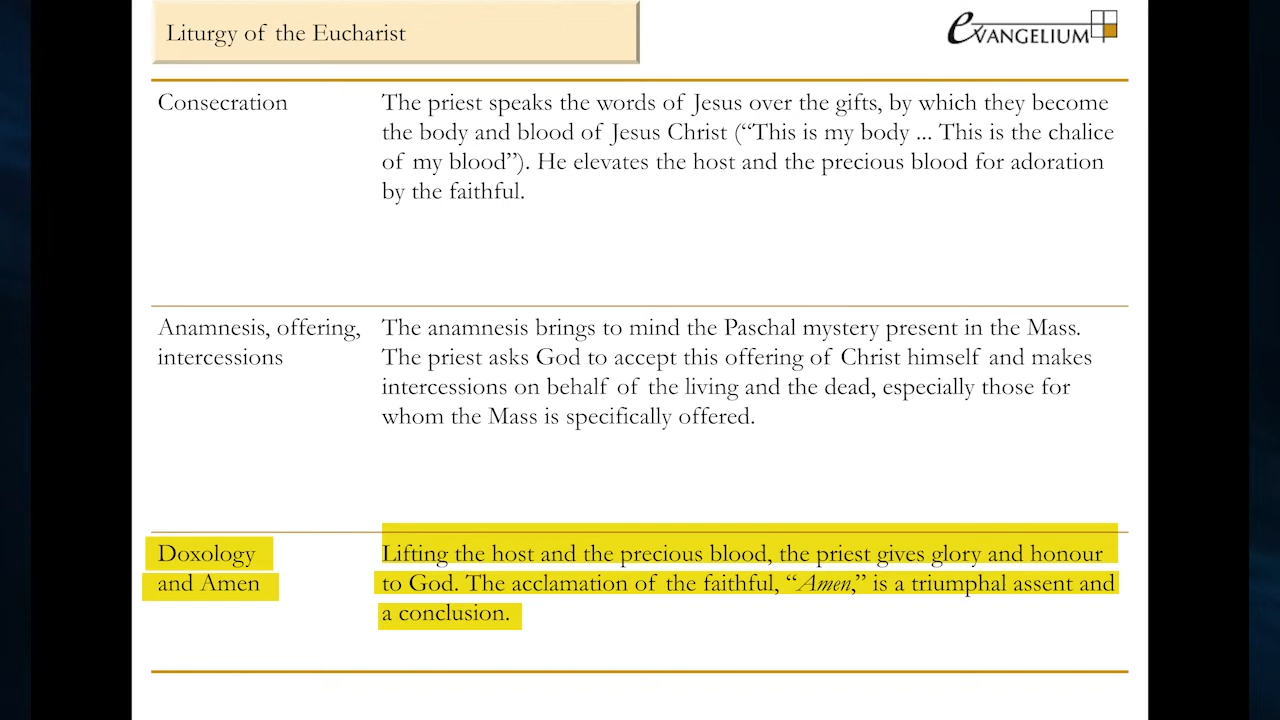 Liturgy of the Eucharist
evangelium
Consecration
The priest speaks the words of Jesus over the gifts, by which they become
the body and blood of Jesus Christ (“This is my body ... This is the chalice
of my blood”). He elevates the host and the precious blood for adoration
by the faithful.
Anamnesis, offering,
intercessions
The anamnesis brings to mind the Paschal mystery present in the Mass.
The priest asks God to accept this offering of Christ himself and makes
intercessions on behalf of the living and the dead, especially those for
whom the Mass is specifically offered.
Doxology
and Amen
Lifting the host and the precious blood, the priest gives glory and honour
to God. The acclamation of the faithful, “Amen,” is a triumphal assent and
a conclusion.